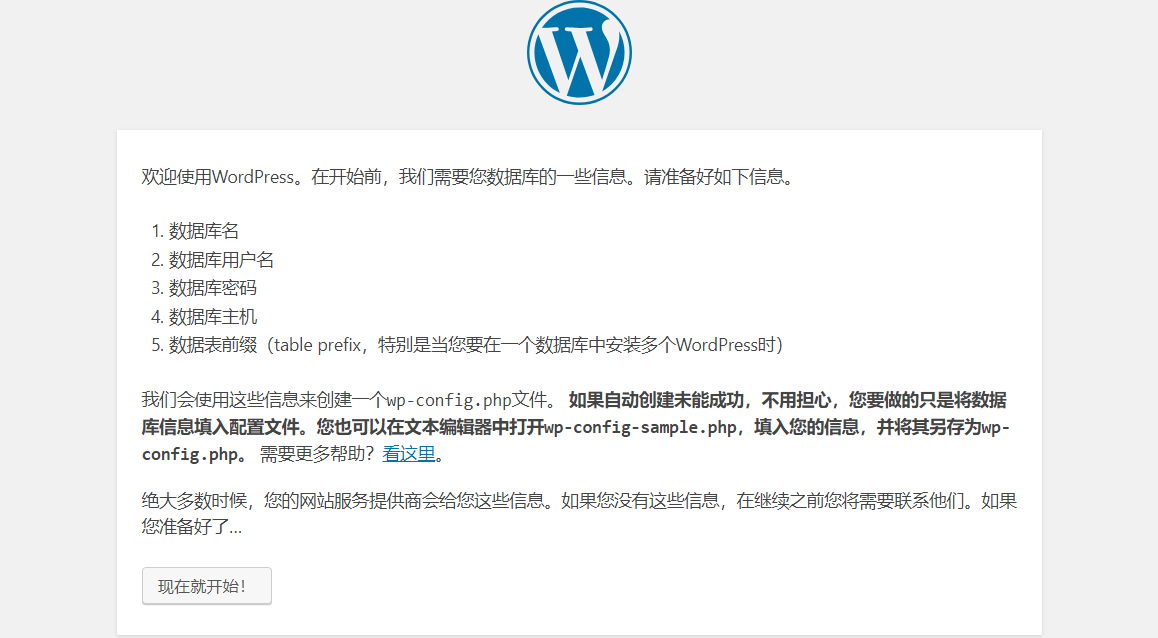 欢迎使用WordPress。在开始前，我们需要您数据库的一些信息。请准备好如下信息。
1. 数据库名
2. 数据库用户名
3. 数据库密码
4. 数据库主机
5. 数据表前缀（table prefix，特别是当您要在一个数据库中安装多个WordPress时）
我们会使用这些信息来创建一个wp-config.php文件。 如果自动创建未能成功，不用担心，您要做的只是将数据
库信息填入配置文件。您也可以在文本编辑器中打开wp-config-sample.php，填入您的信息，并将其另存为wp-
config.php。 需要更多帮助？看这里。
绝大多数时候，您的网站服务提供商会给您这些信息。如果您没有这些信息，在继续之前您将需要联系他们。如果
您准备好了…
现在就开始！